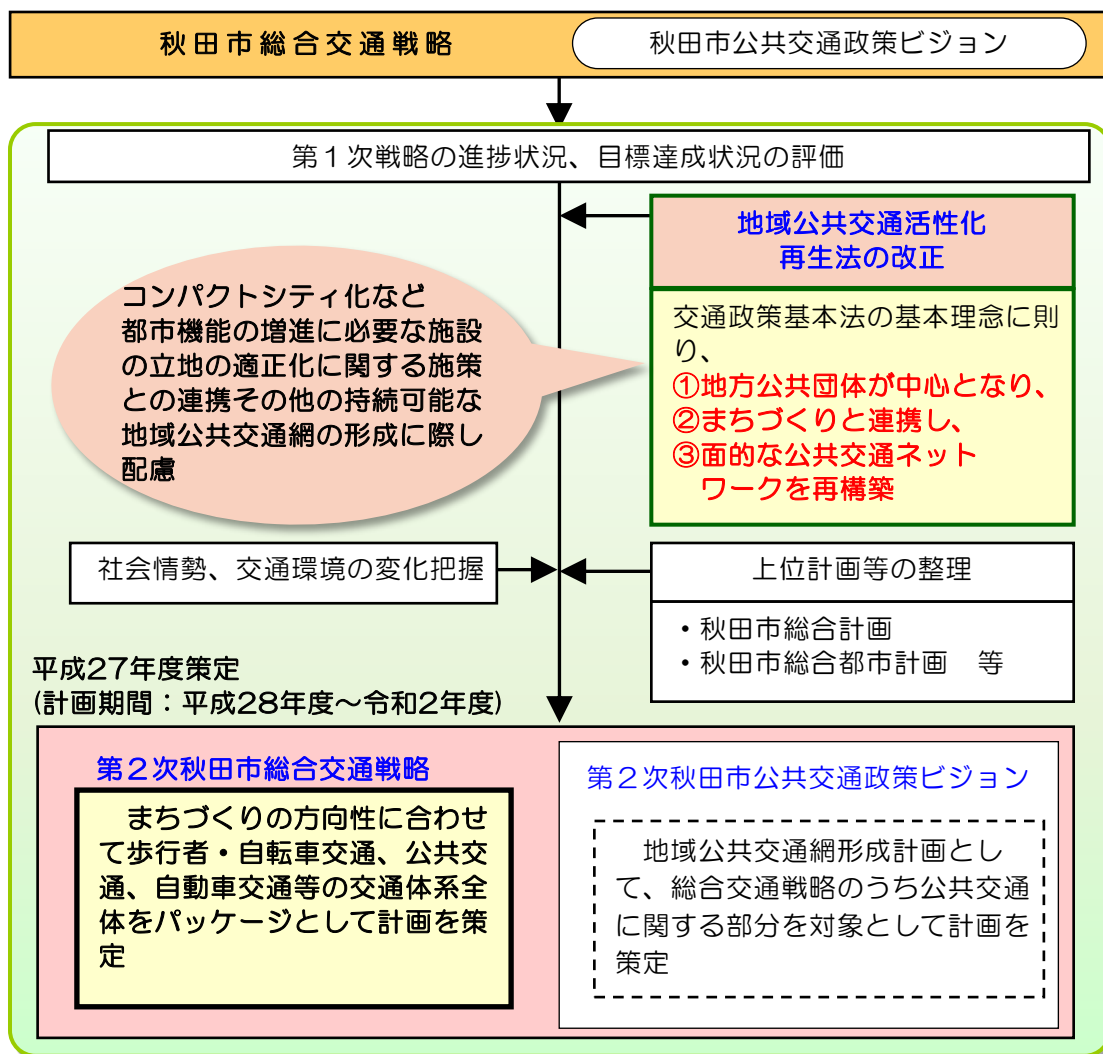 秋田市総合交通戦略
秋田市公共交通政策ビジョン
第１次戦略の進捗状況、目標達成状況の評価
地域公共交通活性化
再生法の改正
交通政策基本法の基本理念に則
り、
①地方公共団体が中心となり、
②まちづくりと連携し、
③面的な公共交通ネット
ワークを再構築
コンパクトシティ化など
都市機能の増進に必要な施設
の立地の適正化に関する施策
との連携その他の持続可能な
地域公共交通網の形成に際し
配慮
社会情勢、交通環境の変化把握
上位計画等の整理
・秋田市総合計画
・秋田市総合都市計画　等
平成27年度策定
(計画期間：平成28年度～令和2年度)
第２次秋田市総合交通戦略
まちづくりの方向性に合わせ
て歩行者・自転車交通、公共交
通、自動車交通等の交通体系全
体をパッケージとして計画を策
定
第２次秋田市公共交通政策ビジョン
地域公共交通網形成計画とし
て、総合交通戦略のうち公共交通
に関する部分を対象として計画を
策定